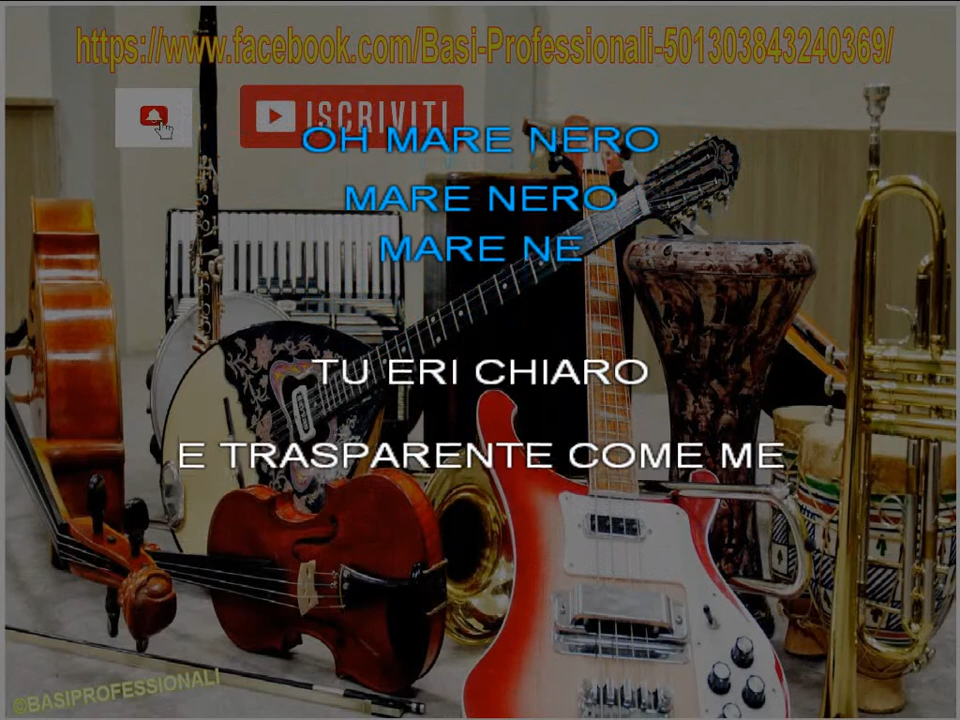 https://www.facebook.com/Basi-Professionali-501303843240369/
ISCRIVITI
OH MARE NERO
MARE NERO
MARE NE
TU ERI CHIARO
E TRASPARENTE COME ME
©BASIPROFESSIONALI